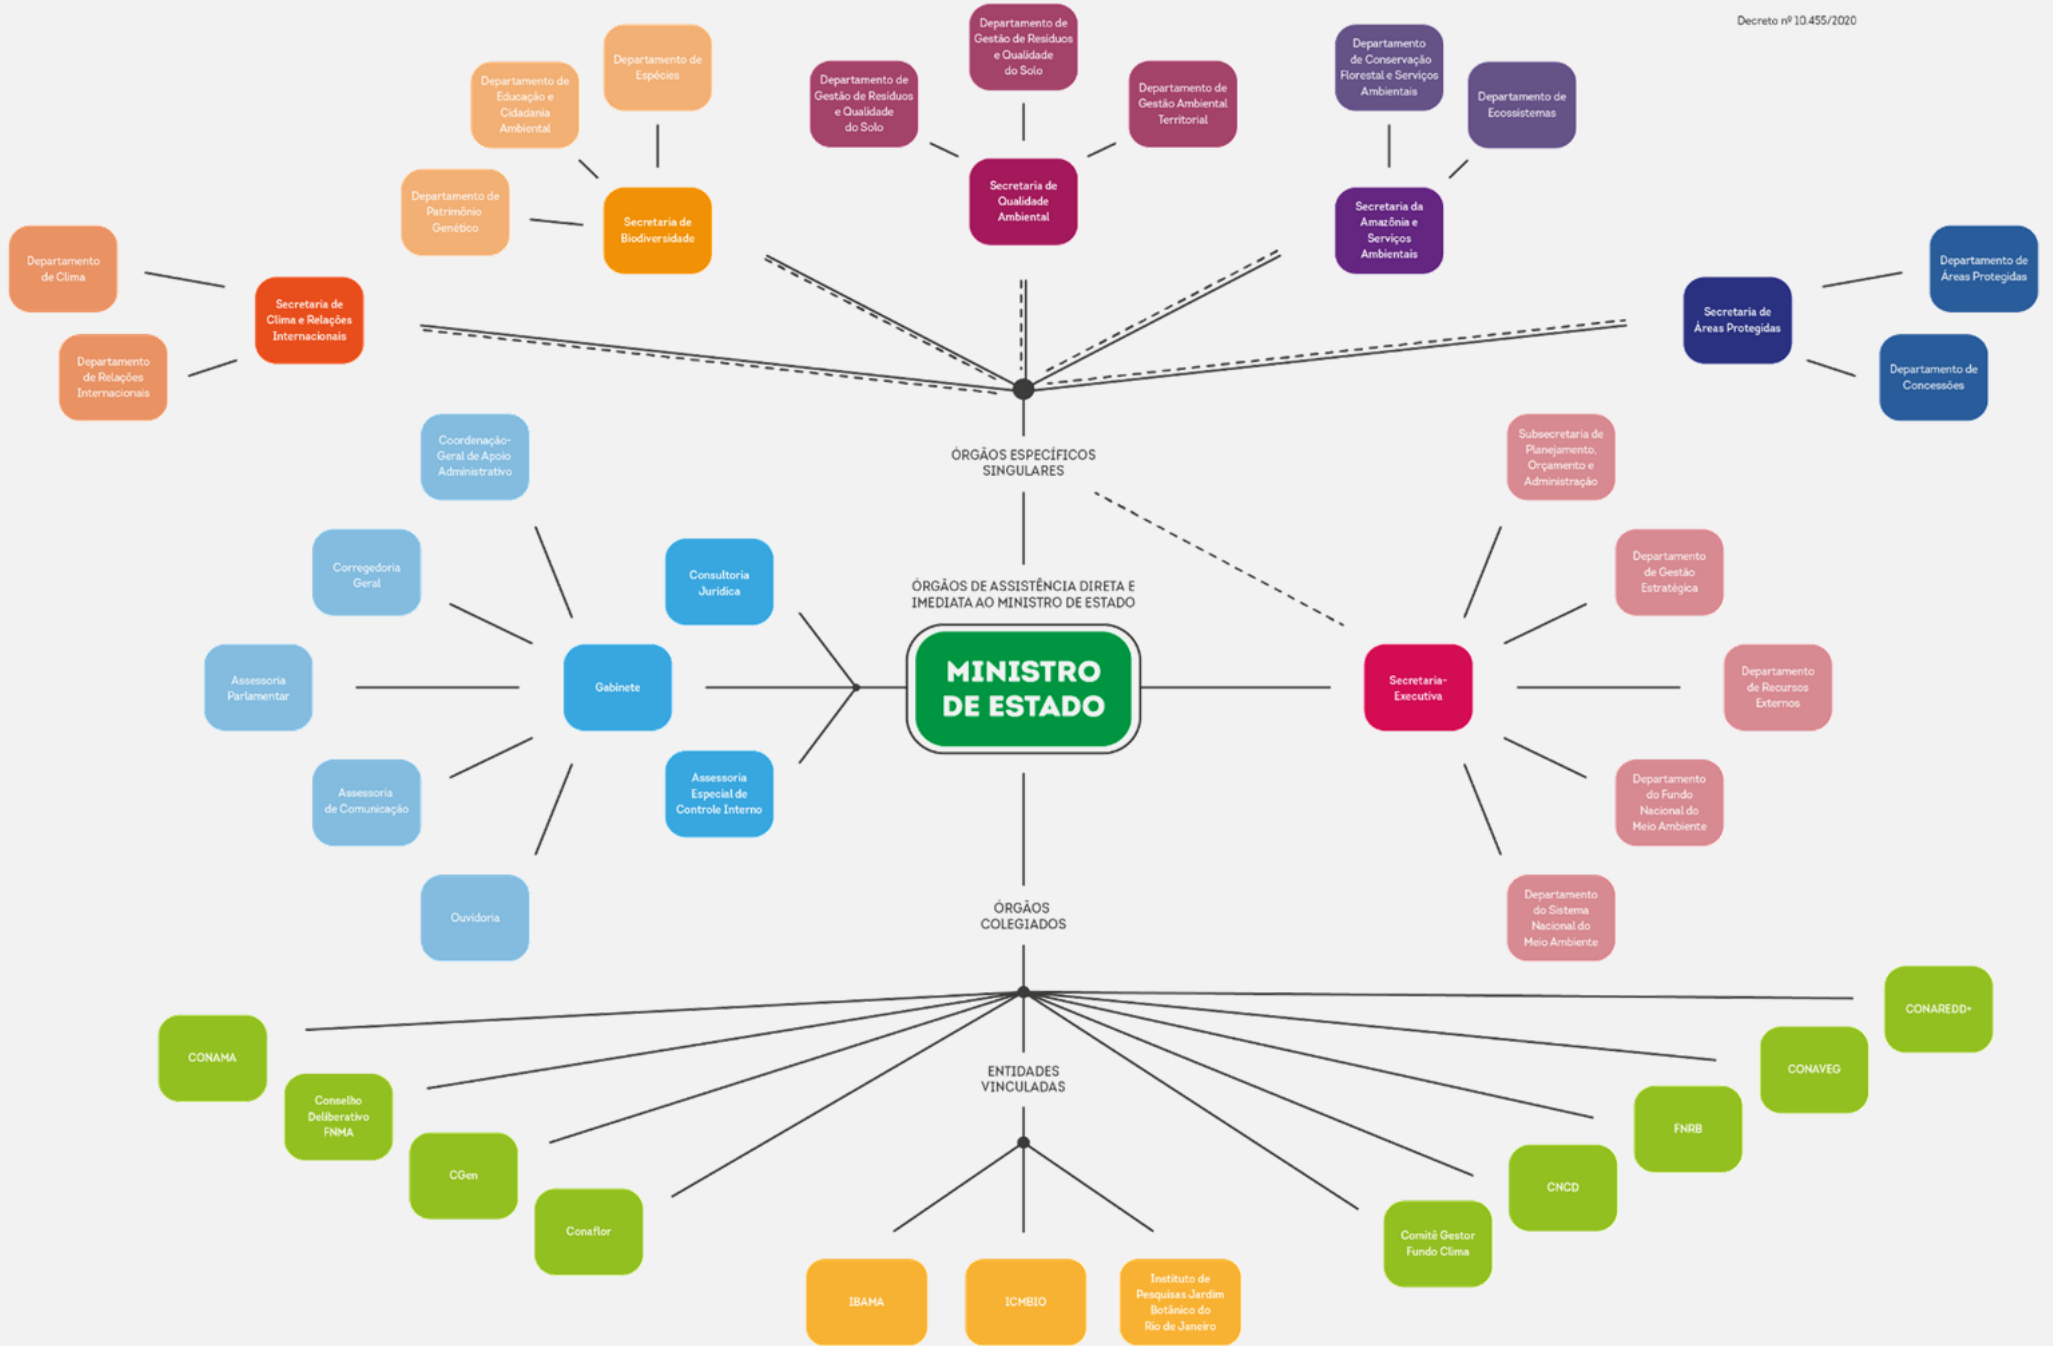 Decreto nº 10.455/2020
Departamento de
Gestão de Resíduos
e Qualidade
do Solo
Departamento de
Espécies
Departamento
de Conservação
Florestal e Serviços
Ambientais
Departamento de
Educação e
Cidadania
Ambiental
Departamento de
Gestão de Resíduos
e Qualidade
do Solo
Departamento de
Gestão Ambiental
Territorial
Departamento de
Ecossistemas
Departamento de
Patrimônio
Genético
Secretaria de
Biodiversidade
Secretaria de
Qualidade
Ambiental
Secretaria da
Amazônia e
Serviços
Ambientais
Departamento
de Clima
Secretaria de
Clima e Relações
Internacionais
Departamento
de Relações
Internacionais
Secretaria de
Áreas Protegidas
Departamento de
Áreas Protegidas
Departamento de
Concessões
ÓRGÃOS ESPECÍFICOS
SINGULARES
Coordenação-
Geral de Apoio
Administrativo
Corregedoria
Geral
Assessoria
Parlamentar
Assessoria
de Comunicação
Ouvidoria
Gabinete
Consultoria
Jurídica
Assessoria
Especial de
Controle Interno
ÓRGÃOS DE ASSISTÊNCIA DIRETA E
IMEDIATA AO MINISTRO DE ESTADO
MINISTRO
DE ESTADO
Secretaria-
Executiva
Subsecretaria de
Planejamento,
Orçamento e
Administração
Departamento
de Gestão
Estratégica
Departamento
de Recursos
Externos
Departamento
do Fundo
Nacional do
Meio Ambiente
Departamento
do Sistema
Nacional do
Meio Ambiente
ÓRGÃOS
COLEGIADOS
CONAMA
Conselho
Deliberativo
FNMA
CGen
Conaflor
Comitê Gestor
Fundo Clima
CNCD
FNRB
CONAVEG
CONAREDD+
ENTIDADES
VINCULADAS
IBAMA
ICMBIO
Instituto de
Pesquisas Jardim
Botânico do
Rio de Janeiro